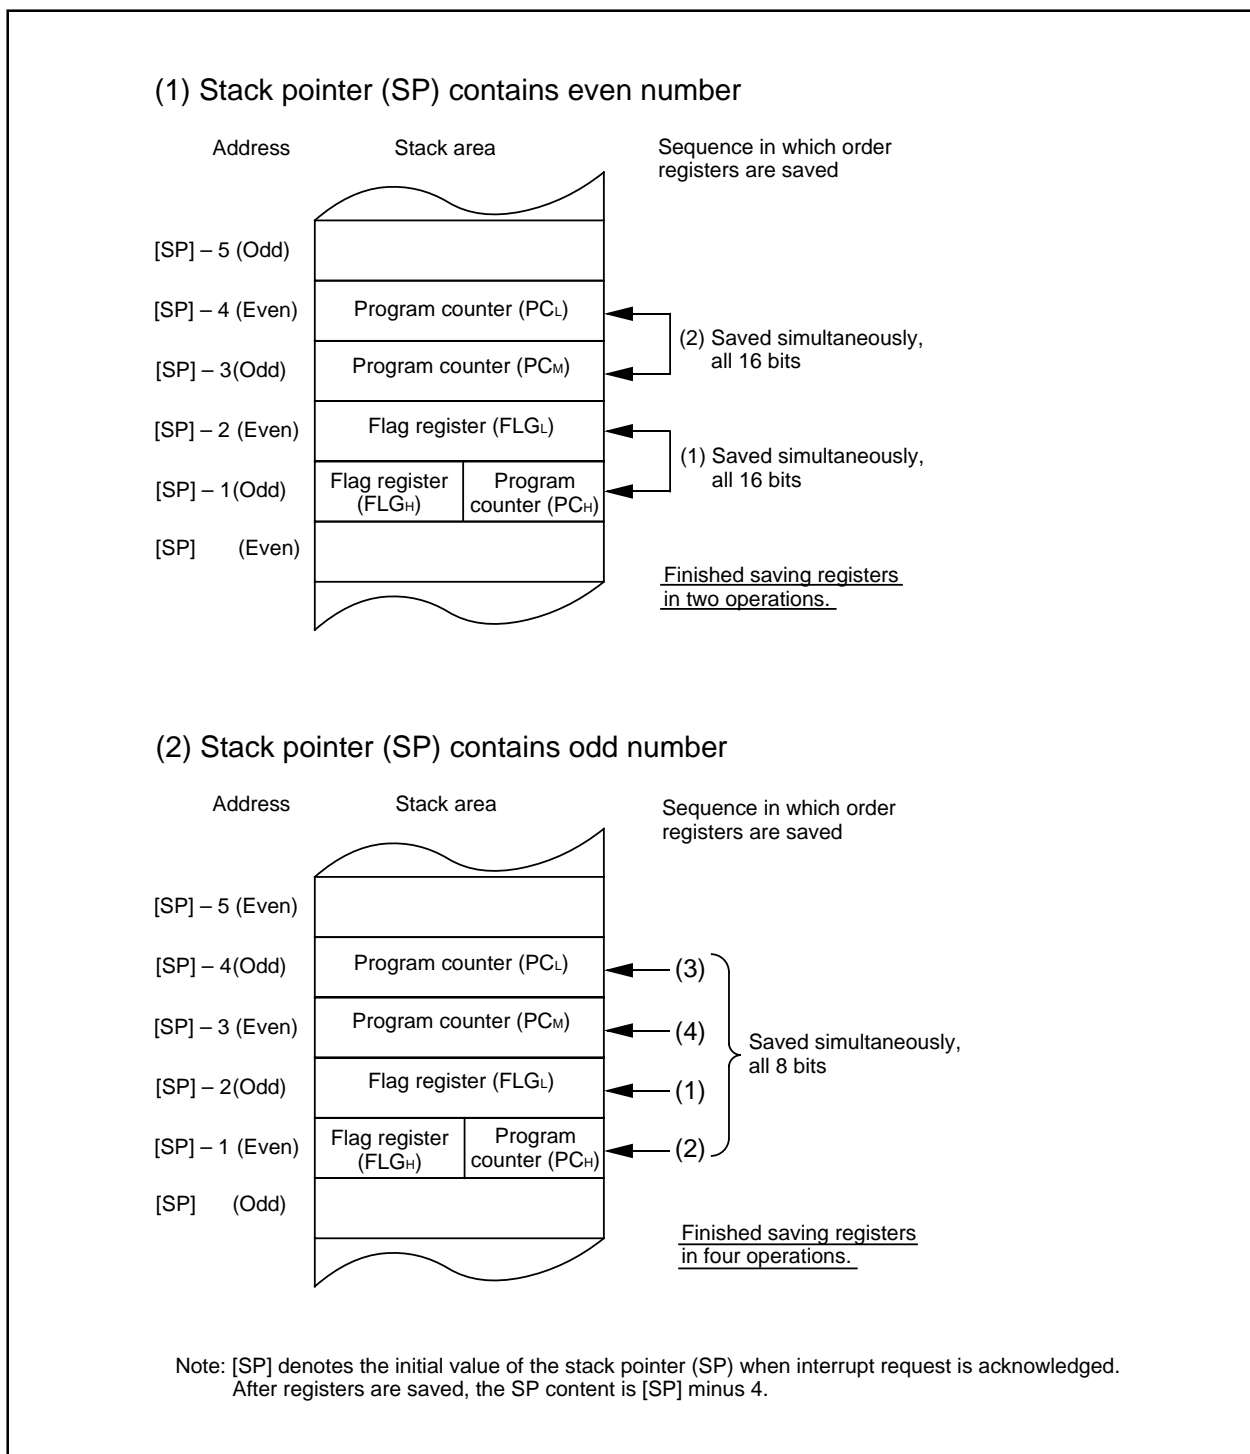 (1) Stack pointer (SP) contains even number
Address Stack area Sequence in which order
registers are saved
[SP] – 5 (Odd)
[SP] – 4 (Even) Program counter (PCL)
(2) Saved simultaneously,
all 16 bits
[SP] – 3(Odd) Program counter (PCM)
[SP] – 2 (Even) Flag register (FLGL)
(1) Saved simultaneously,
all 16 bits
[SP] – 1(Odd) Flag register Program
(FLGH) counter (PCH)
[SP] (Even)
Finished saving registers
in two operations.
(2) Stack pointer (SP) contains odd number
Address Stack area Sequence in which order
registers are saved
[SP] – 5 (Even)
[SP] – 4(Odd) Program counter (PCL) (3)
[SP] – 3 (Even) Program counter (PCM) (4)
Saved simultaneously,
all 8 bits
[SP] – 2(Odd) Flag register (FLGL) (1)
[SP] – 1 (Even) Flag register Program (2)
(FLGH) counter (PCH)
[SP] (Odd)
Finished saving registers
in four operations.
Note: [SP] denotes the initial value of the stack pointer (SP) when interrupt request is acknowledged.
After registers are saved, the SP content is [SP] minus 4.